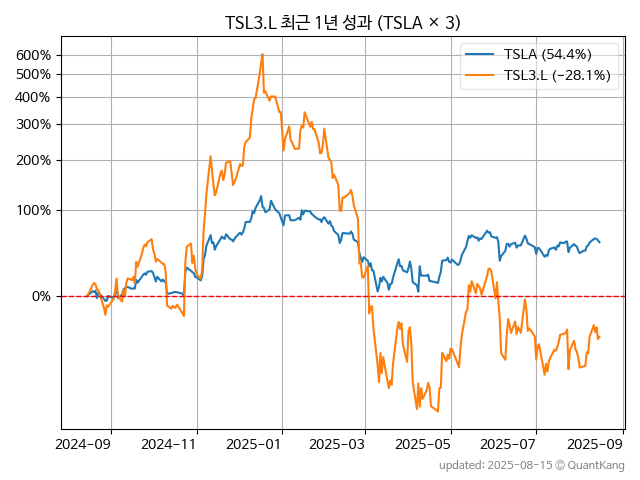 TSL3.L 최근 1년 성과 (TSLA × 3)
TSLA (54.4%)
TSL3.L (−28.1%)
600%
500%
400%
300%
200%
100%
0%
2024-09 2024-11 2025-01 2025-03 2025-05 2025-07 2025-09
updated: 2025-08-15 © QuantKang